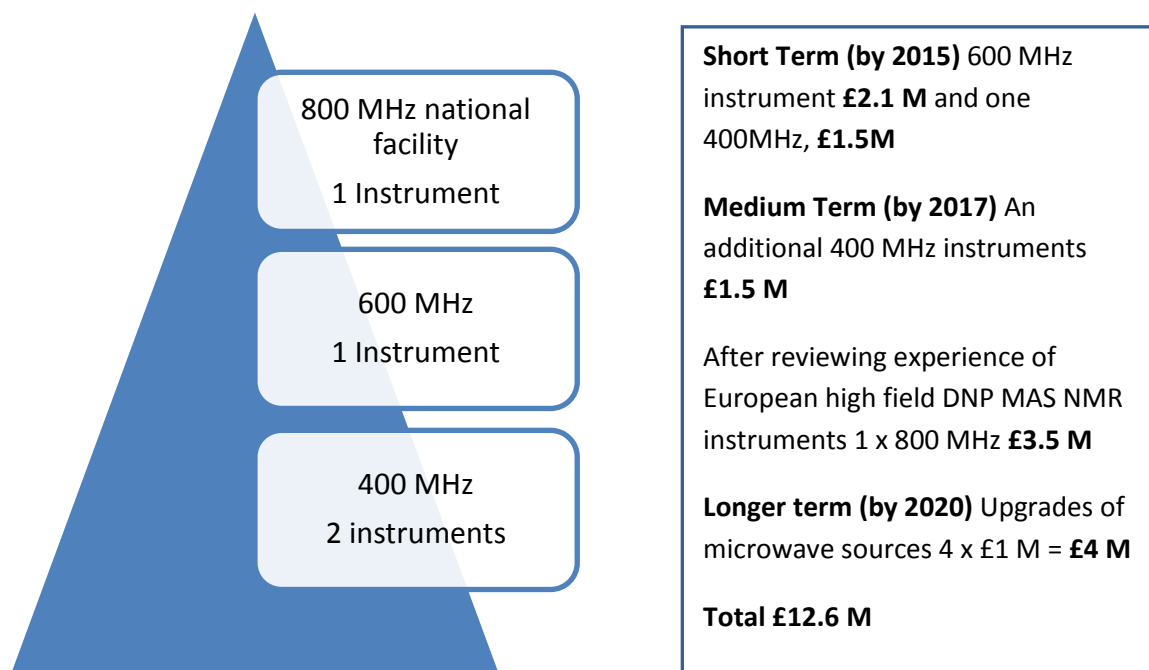 800 MHz national
facility
1 Instrument
600 MHz
1 Instrument
400 MHz
2 instruments
Short Term (by 2015) 600 MHz
instrument £2.1 M and one
400MHz, £1.5M
Medium Term (by 2017) An
additional 400 MHz instruments
£1.5 M
After reviewing experience of
European high field DNP MAS NMR
instruments 1 x 800 MHz £3.5 M
Longer term (by 2020) Upgrades of
microwave sources 4 x £1 M = £4 M
Total £12.6 M